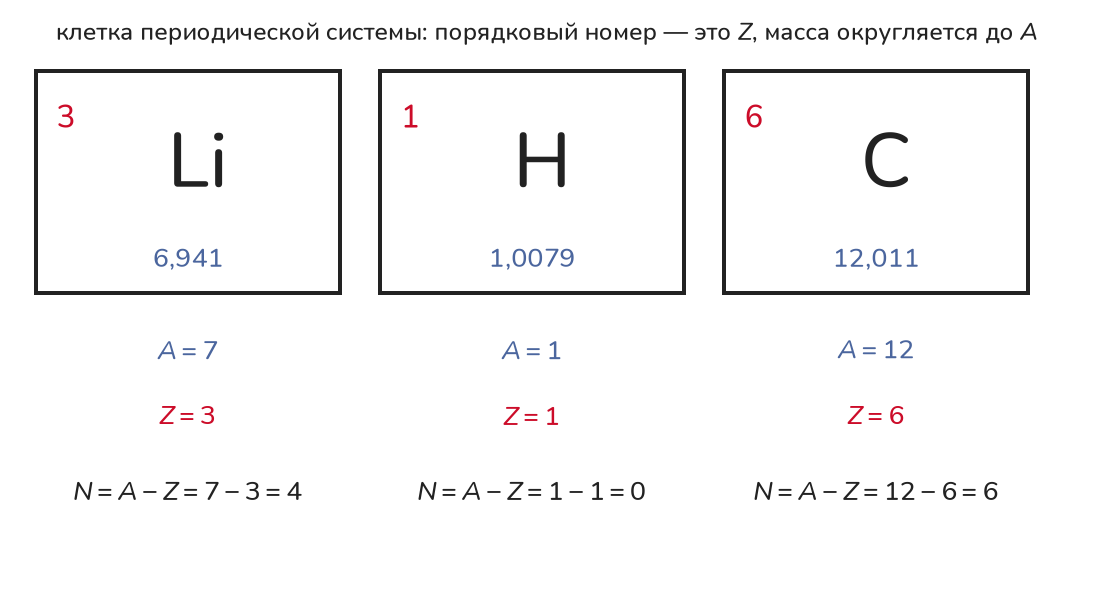 клетка периодической системы: порядковый номер — это Z, масса округляется до A
3
Li
6,941
1
H
1,0079
6
C
12,011
A = 7
A = 1
A = 12
Z = 3
Z = 1
Z = 6
N = A − Z = 7 − 3 = 4
N = A − Z = 1 − 1 = 0
N = A − Z = 12 − 6 = 6